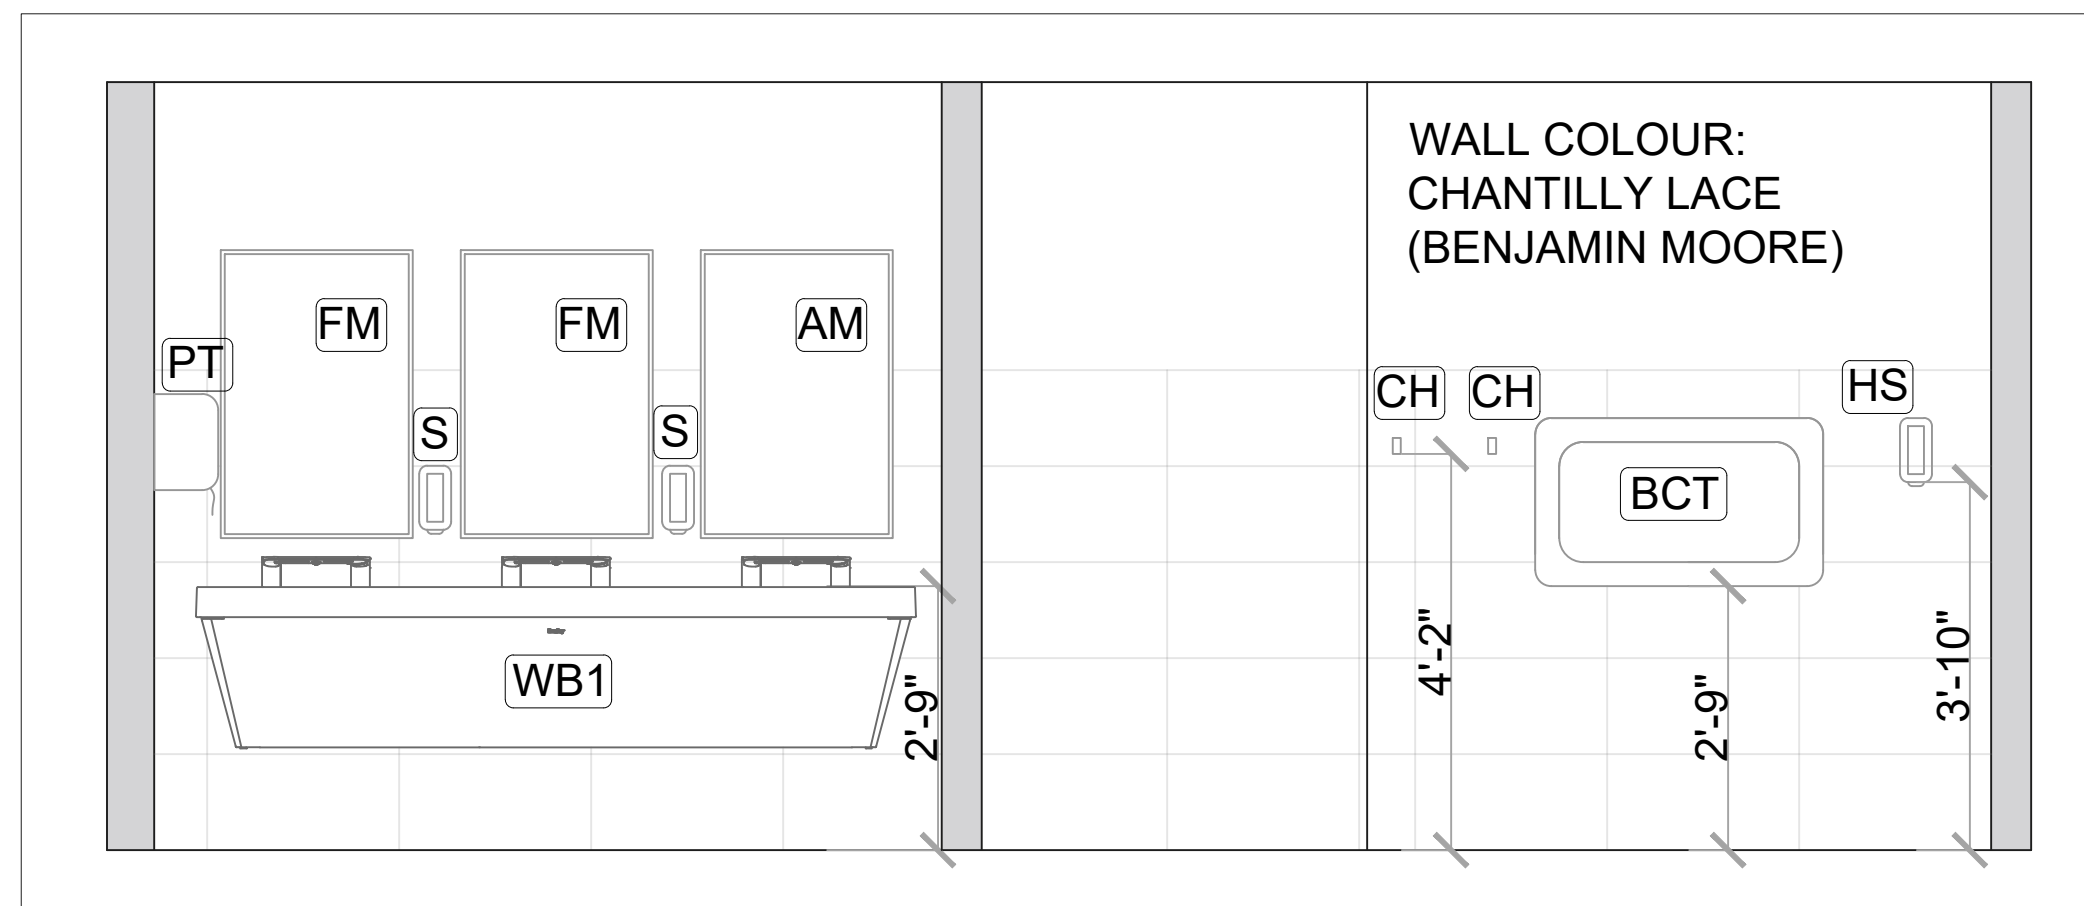 WALL COLOUR:
CHANTILLY LACE
(BENJAMIN MOORE)
FM
FM
AM
PT
CH
CH
HS
S
S
BCT
WB1
2'-9"
4'-2"
2'-9"
3'-10"